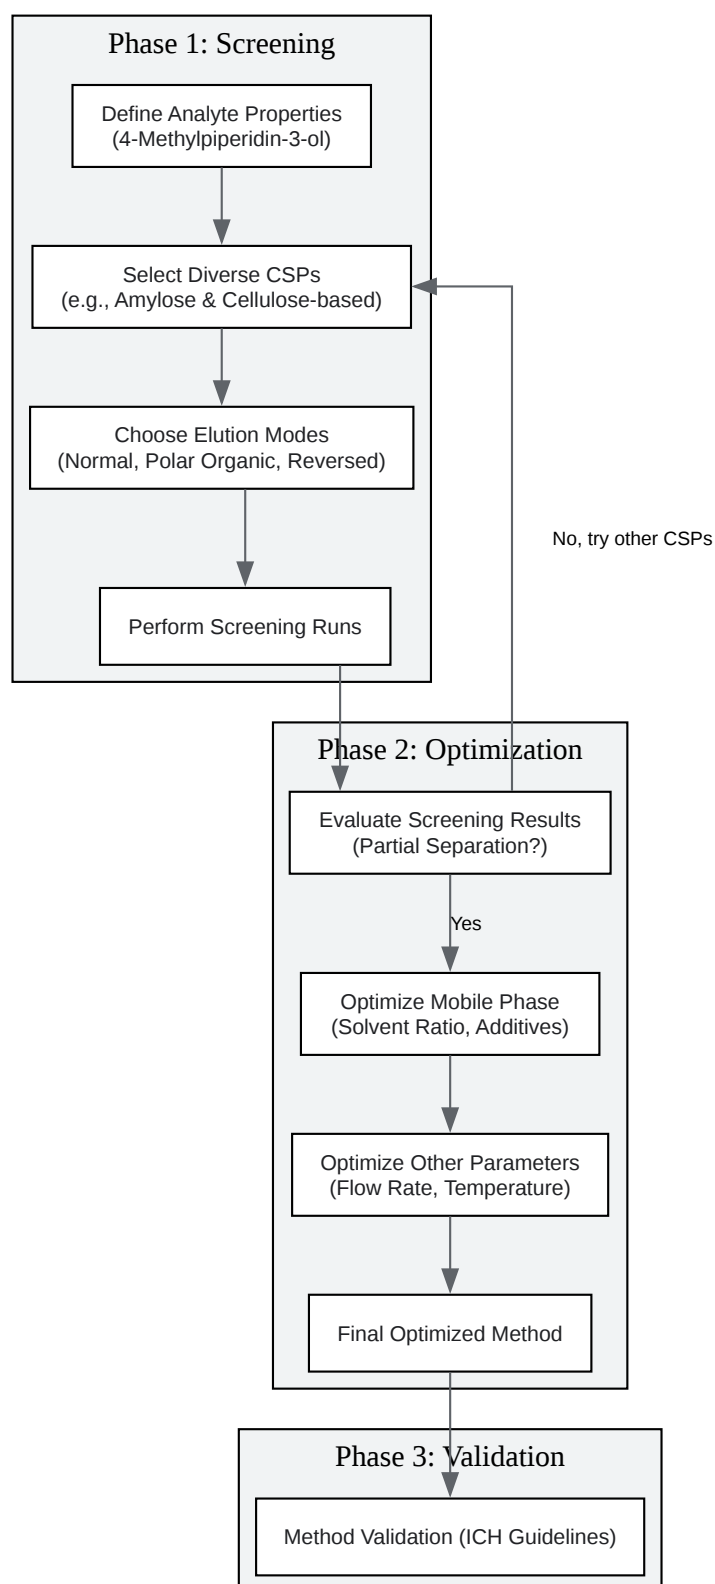 Phase 1: Screening
Define Analyte Properties
(4-Methylpiperidin-3-ol)
Select Diverse CSPs
(e.g., Amylose & Cellulose-based)
Choose Elution Modes
(Normal, Polar Organic, Reversed)
No, try other CSPs
Perform Screening Runs
Phase 2: Optimization
Evaluate Screening Results
(Partial Separation?)
Yes
Optimize Mobile Phase
(Solvent Ratio, Additives)
Optimize Other Parameters
(Flow Rate, Temperature)
Final Optimized Method
Phase 3: Validation
Method Validation (ICH Guidelines)